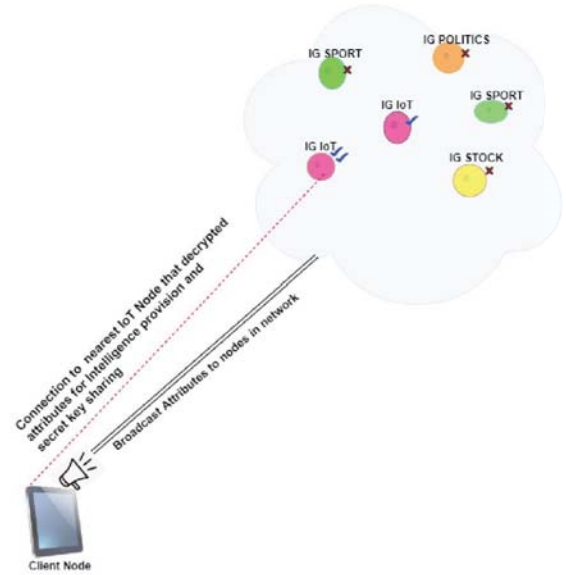 IG POLITICS
IG SPORT
IG SPORT
IG IoT
IG IoT
IG STOCK
Connection to nearest IoT Node that decrypted
attributes for Intelligence provision and
secret key sharing
Broadcast Attributes to nodes in network
Client Node